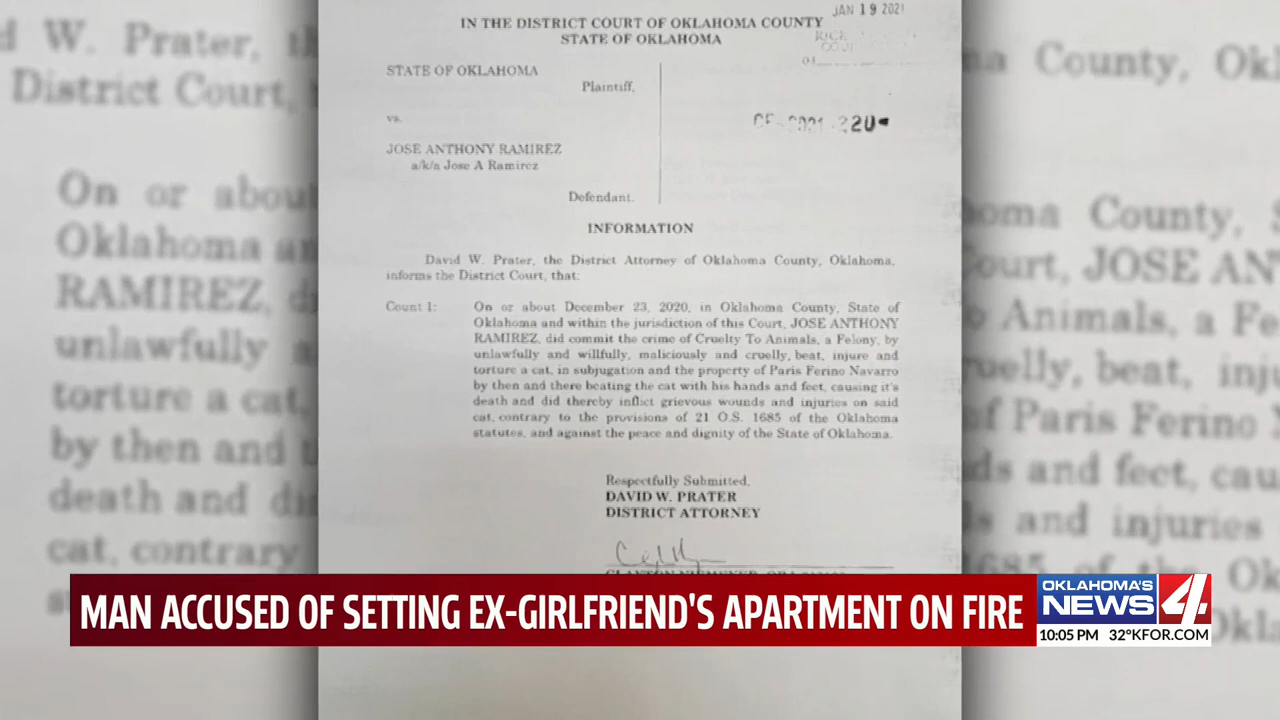 JAN 19 2021
IN THE DISTRICT COURT OF OKLAHOMA COUNTY
STATE OF OKLAHOMA
STATE OF OKLAHOMA
Plaintiff,
vs.
JOSE ANTHONY RAMIREZ
a/k/a Jose A Ramirez
Defendant.
INFORMATION
David W. Prater, the District Attorney of Oklahoma County, Oklahoma,
informs the District Court, that:
Count 1:
On or about December 23, 2020, in Oklahoma County, State of
Oklahoma and within the jurisdiction of this Court, JOSE ANTHONY
RAMIREZ, did commit the crime of Cruelty To Animals, a Felony, by
unlawfully and willfully, maliciously and cruelly, beat, injure and
torture a cat, in subjugation and the property of Paris Ferino Navarro
by then and there beating the cat with his hands and feet, causing it's
death and did thereby inflict grievous wounds and injuries on said
cat, contrary to the provisions of 21 O.S. 1685 of the Oklahoma
statutes, and against the peace and dignity of the State of Oklahoma.
Respectfully Submitted,
DAVID W. PRATER
DISTRICT ATTORNEY
MAN ACCUSED OF SETTING EX-GIRLFRIEND'S APARTMENT ON FIRE
OKLAHOMA'S
NEWS 4
10:05 PM 32° KFOR.COM